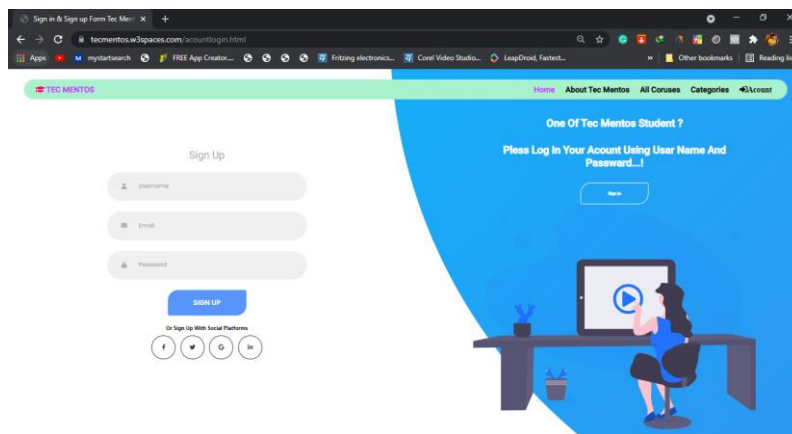 Sign in & Sign up Form Tec Ment
tecmentos.w3spaces.com/acountlogin.html
Apps mystartsearch FREE App Creator.... Fritzing electronics... Corel Video Studio... LeapDroid, Fastest... » Other bookmarks Reading lis
TEC MENTOS Home About Tec Mentos All Coruses Categories Acount
One Of Tec Mentos Student ?
Pless Log In Your Acount Using Usar Name And
Passward...!
Sign in
Sign Up
Username
Email
Password
SIGN UP
Or Sign Up With Social Platforms